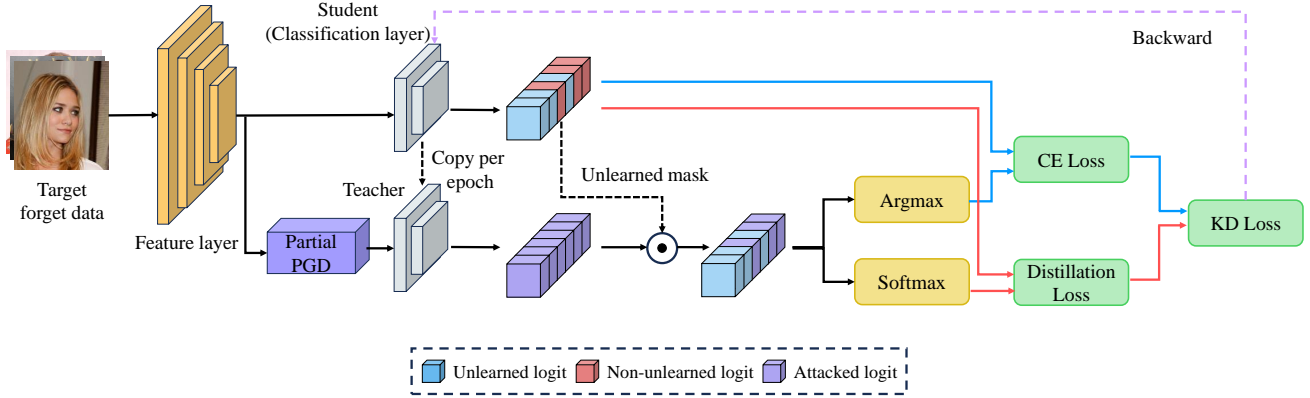 Student
(Classification layer)
Backward
Target
forget data
Feature layer
Copy per
epoch
Teacher
Partial
PGD
Unlearned mask
Argmax
Softmax
CE Loss
Distillation
Loss
KD Loss
Unlearned logit
Non-unlearned logit
Attacked logit